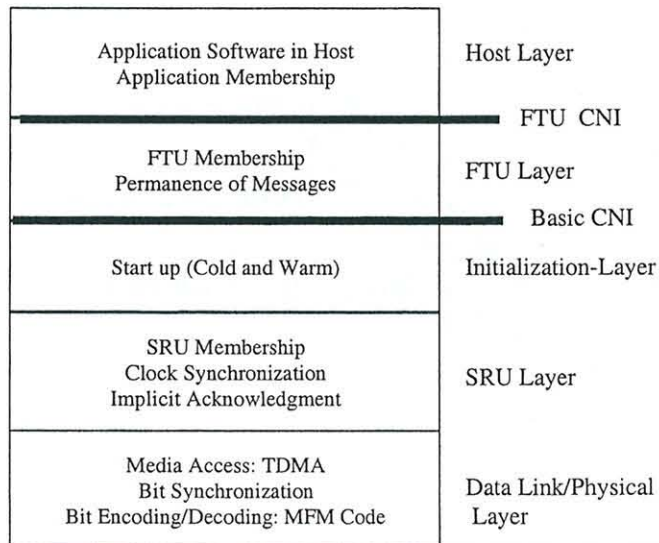 Application Software in Host
Application Membership
Host Layer
FTU CNI
FTU Membership
Permanence of Messages
FTU Layer
Basic CNI
Start up (Cold and Warm)
Initialization-Layer
SRU Membership
Clock Synchronization
Implicit Acknowledgment
SRU Layer
Media Access: TDMA
Bit Synchronization
Bit Encoding/Decoding: MFM Code
Data Link/Physical
Layer